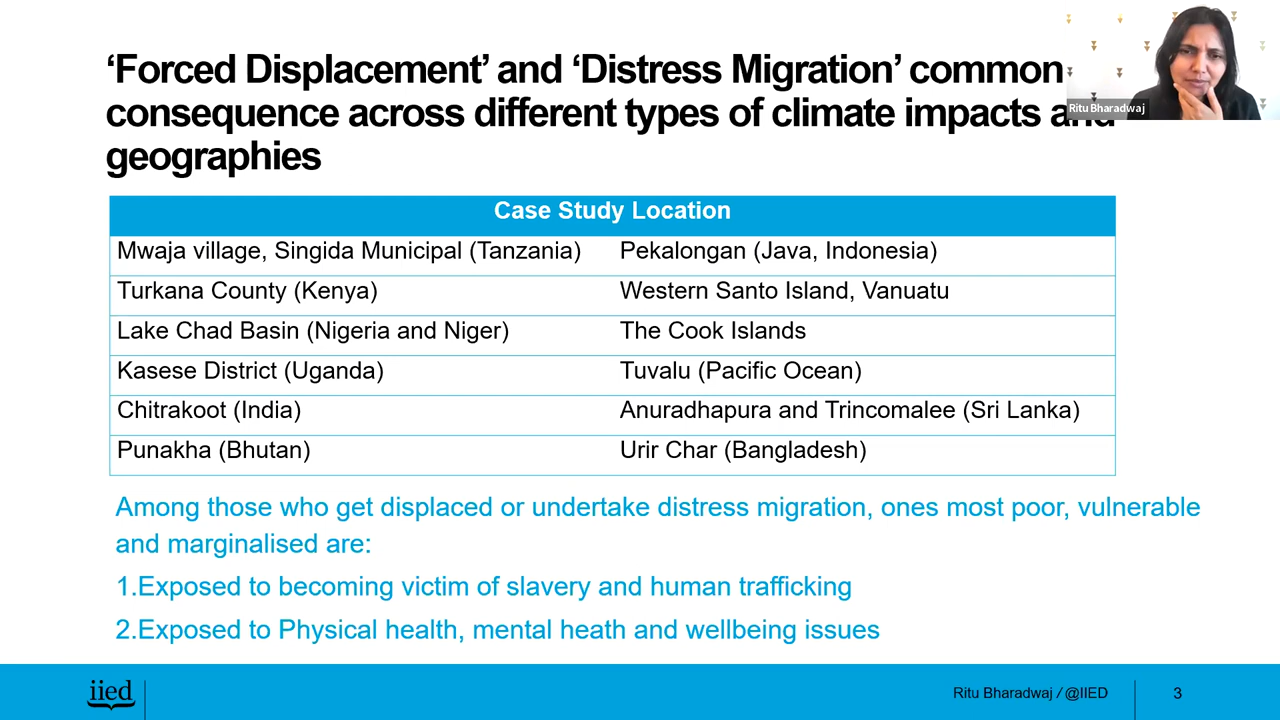 ‘Forced Displacement’ and ‘Distress Migration’ common
consequence across different types of climate impacts and
geographies
Ritu Bharadwaj
Case Study Location
Mwaja village, Singida Municipal (Tanzania) Pekalongan (Java, Indonesia)
Turkana County (Kenya) Western Santo Island, Vanuatu
Lake Chad Basin (Nigeria and Niger) The Cook Islands
Kasese District (Uganda) Tuvalu (Pacific Ocean)
Chitrakoot (India) Anuradhapura and Trincomalee (Sri Lanka)
Punakha (Bhutan) Urir Char (Bangladesh)
Among those who get displaced or undertake distress migration, ones most poor, vulnerable
and marginalised are:
1.Exposed to becoming victim of slavery and human trafficking
2.Exposed to Physical health, mental heath and wellbeing issues
iied
Ritu Bharadwaj / @IIED 3